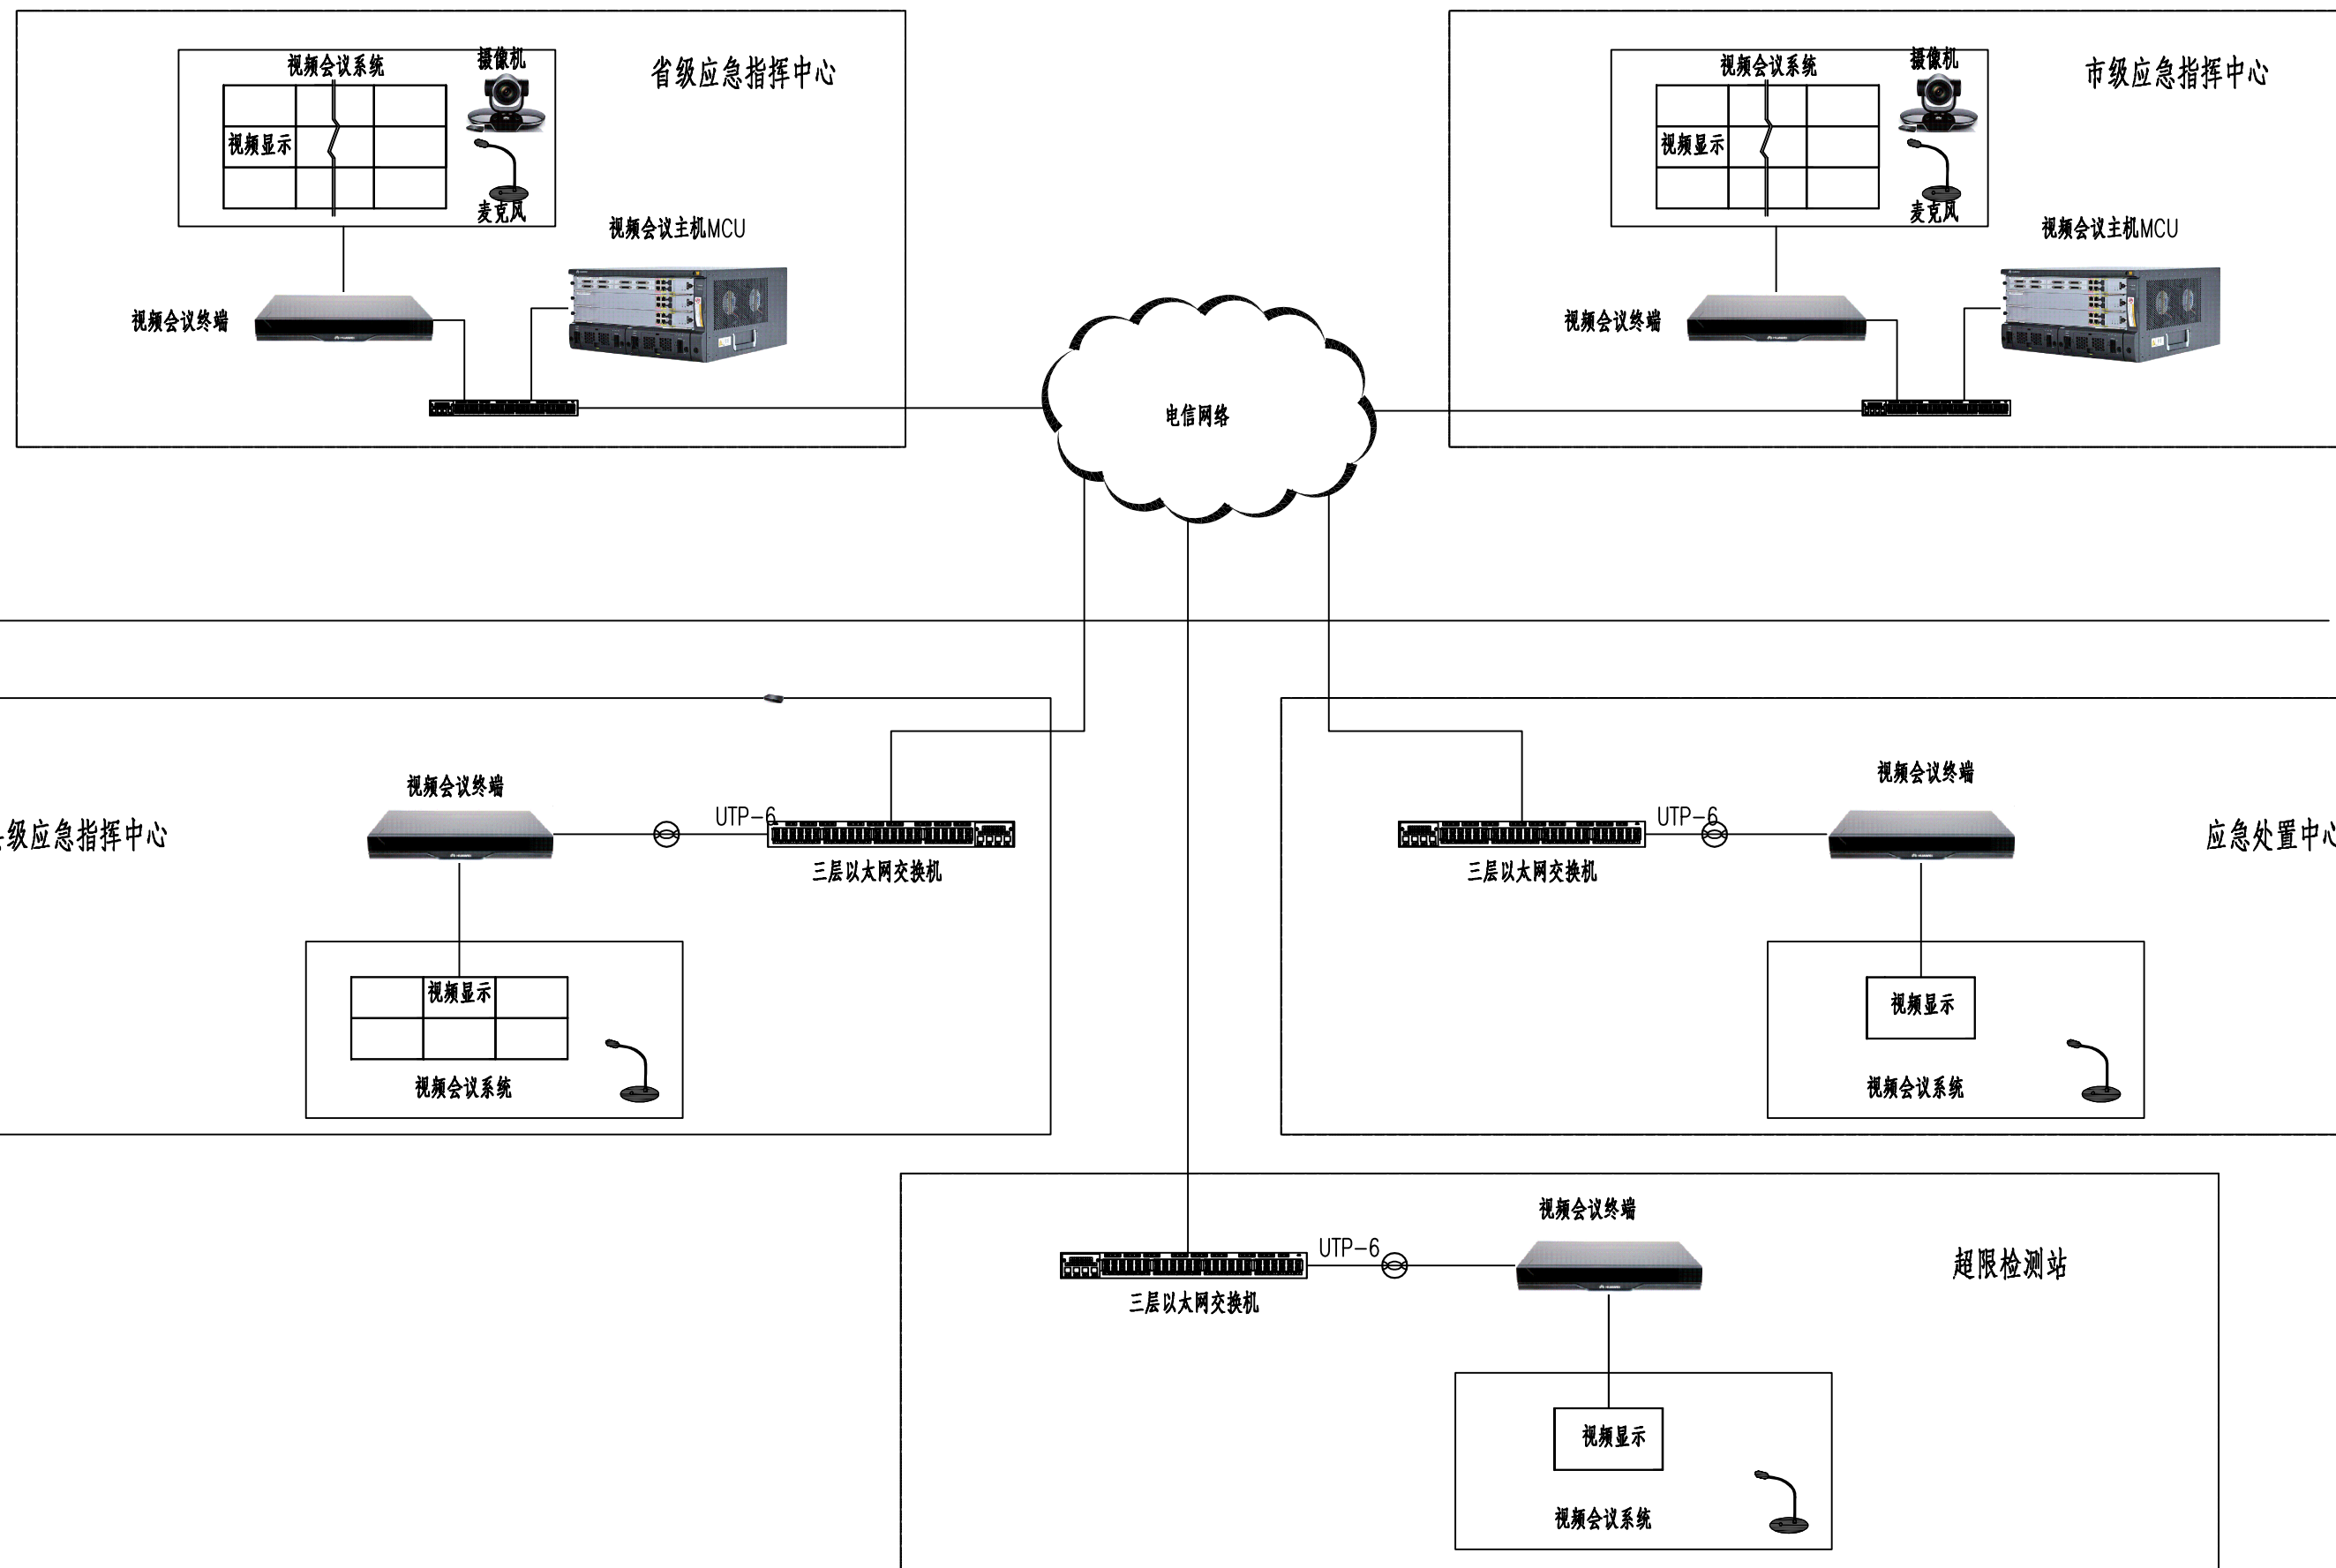 视频会议系统
摄像机
省级应急指挥中心
视频显示
麦克风
视频会议主机MCU
视频会议终端
视频会议系统
摄像机
市级应急指挥中心
视频显示
麦克风
视频会议主机MCU
视频会议终端
电信网络
视频会议终端
级应急指挥中心
UTP-6
三层以太网交换机
视频显示
视频会议系统
视频会议终端
UTP-6
应急处置中心
三层以太网交换机
视频显示
视频会议系统
视频会议终端
UTP-6
超限检测站
三层以太网交换机
视频显示
视频会议系统